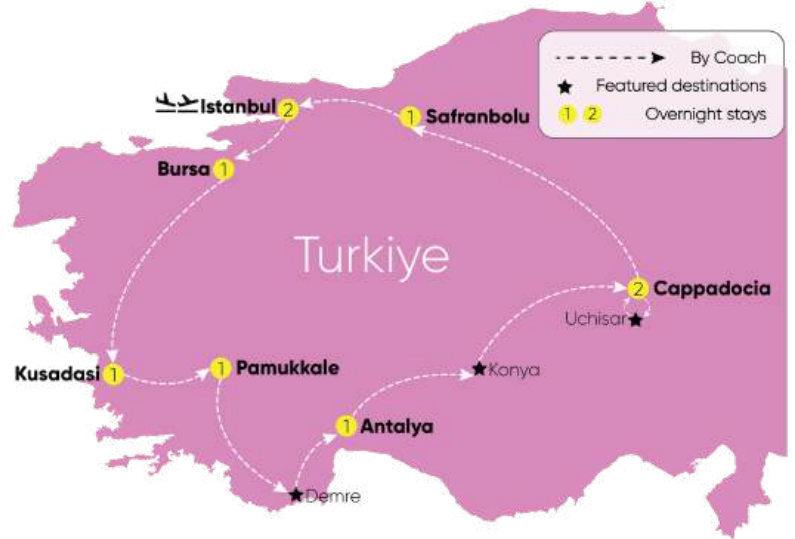 By Coach
Featured destinations
1 2 Overnight stays
Istanbul 2
1 Safranbolu
Bursa 1
Turkiye
2 Cappadocia
Uchisar
Kusadasi 1
1 Pamukkale
Konya
1 Antalya
Demre